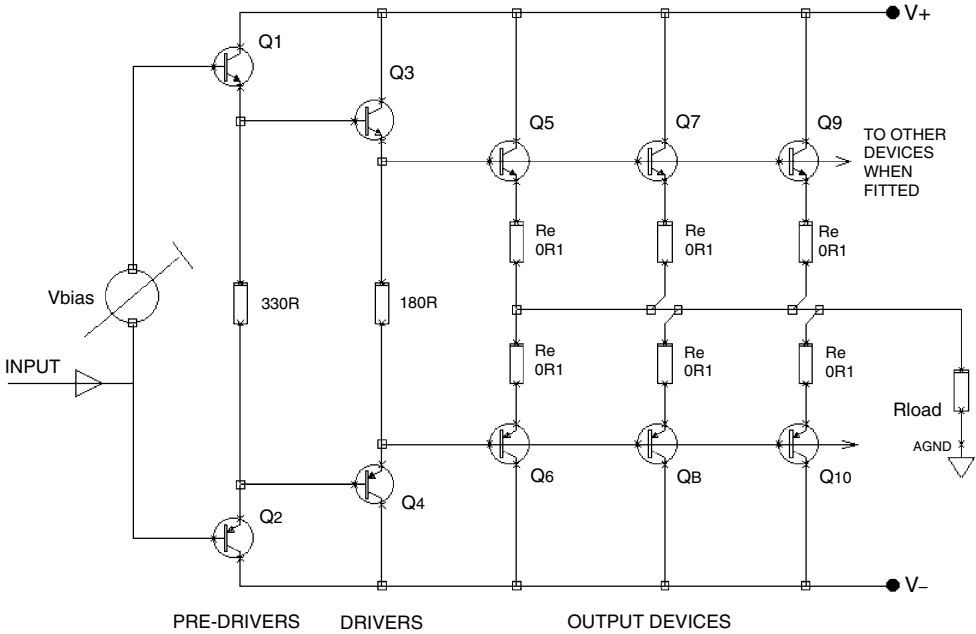 V+
Q1
Q3
Q5
Q7
Q9
TO OTHER
DEVICES
WHEN
FITTED
Re
0R1
Re
0R1
Re
0R1
Vbias
330R
180R
INPUT
Re
0R1
Re
0R1
Re
0R1
Rload
AGND
Q2
Q4
Q6
QB
Q10
V–
PRE-DRIVERS
DRIVERS
OUTPUT DEVICES